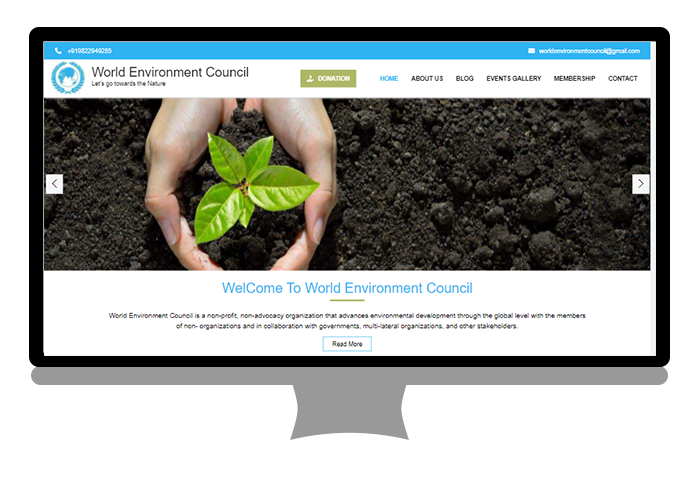 +919822949285 worldenvironmentcouncil@gmail.com
World Environment Council
Let's go towards the Nature
DONATION HOME ABOUT US BLOG EVENTS GALLERY MEMBERSHIP CONTACT
WelCome To World Environment Council
World Environment Council is a non-profit, non-advocacy organization that advances environmental development through the global level with the members
of non- organizations and in collaboration with governments, multi-lateral organizations, and other stakeholders.
Read More